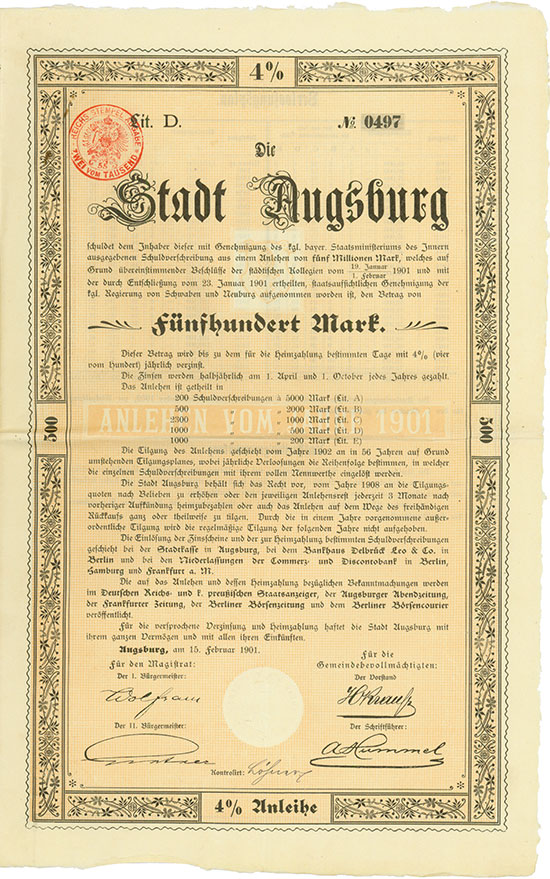 4%
Lit. D.
№ 0497
REICHS STEMPEL ABGABE
ZWEI VOM TAUSEND
Die
Stadt Augsburg
schuldet dem Inhaber dieser mit Genehmigung des kgl. bayer. Staatsministeriums des Innern
ausgegebenen Schuldverschreibung aus einem Anlehen von fünf Millionen Mark, welches auf
Grund übereinstimmender Beschlüsse der städtischen Kollegien vom 19. Januar / 1. Februar 1901 und mit
der durch Entschließung vom 23. Januar 1901 ertheilten, staatsaufsichtlichen Genehmigung der
kgl. Regierung von Schwaben und Neuburg aufgenommen worden ist, den Betrag von
Fünfhundert Mark.
Dieser Betrag wird bis zu dem für die Heimzahlung bestimmten Tage mit 4% (vier
vom Hundert) jährlich verzinst.
Die Zinsen werden halbjährlich am 1. April und 1. October jedes Jahres gezahlt.
Das Anlehen ist getheilt in
200 Schuldverschreibungen à 5000 Mark (Lit. A)
500 " " 2000 Mark (Lit. B)
2300 " " 1000 Mark (Lit. C)
1000 " " 500 Mark (Lit. D)
1000 " " 200 Mark (Lit. E)
ANLEHEN VOM 1901
500
500
Die Tilgung des Anlehens geschieht vom Jahre 1902 an in 56 Jahren auf Grund
umstehenden Tilgungsplanes, wobei jährliche Verloosungen die Reihenfolge bestimmen, in welcher
die einzelnen Schuldverschreibungen mit ihrem vollen Nennwerthe eingelöst werden.
Die Stadt Augsburg behält sich das Recht vor, vom Jahre 1908 an die Tilgungs-
quoten nach Belieben zu erhöhen oder den jeweiligen Anlehensrest jederzeit 3 Monate nach
vorheriger Aufkündung heimzubezahlen oder auch das Anlehen auf dem Wege des freihändigen
Rückkaufs ganz oder theilweise zu tilgen. Durch die in einem Jahre vorgenommene außer-
ordentliche Tilgung wird die regelmäßige Tilgung der folgenden Jahre nicht aufgehoben.
Die Einlösung der Zinsscheine und der zur Heimzahlung bestimmten Schuldverschreibungen
geschieht bei der Stadtkasse in Augsburg, bei dem Bankhaus Delbrück Leo & Co. in
Berlin und bei den Niederlassungen der Commerz- und Discontobank in Berlin,
Hamburg und Frankfurt a. M.
Die auf das Anlehen und dessen Heimzahlung bezüglichen Bekanntmachungen werden
im Deutschen Reichs- und k. preußischen Staatsanzeiger, der Augsburger Abendzeitung,
der Frankfurter Zeitung, der Berliner Börsenzeitung und dem Berliner Börsencourier
veröffentlicht.
Für die versprochene Verzinsung und Heimzahlung haftet die Stadt Augsburg mit
ihrem ganzen Vermögen und mit allen ihren Einkünften.
Augsburg, am 15. Februar 1901.
Für den Magistrat:
Der I. Bürgermeister:
Wolfram
Der II. Bürgermeister:
Für die
Gemeindebevollmächtigten:
Der Vorstand
Der Schriftführer:
A. Hummel
Kontrolirt:
4% Anleihe